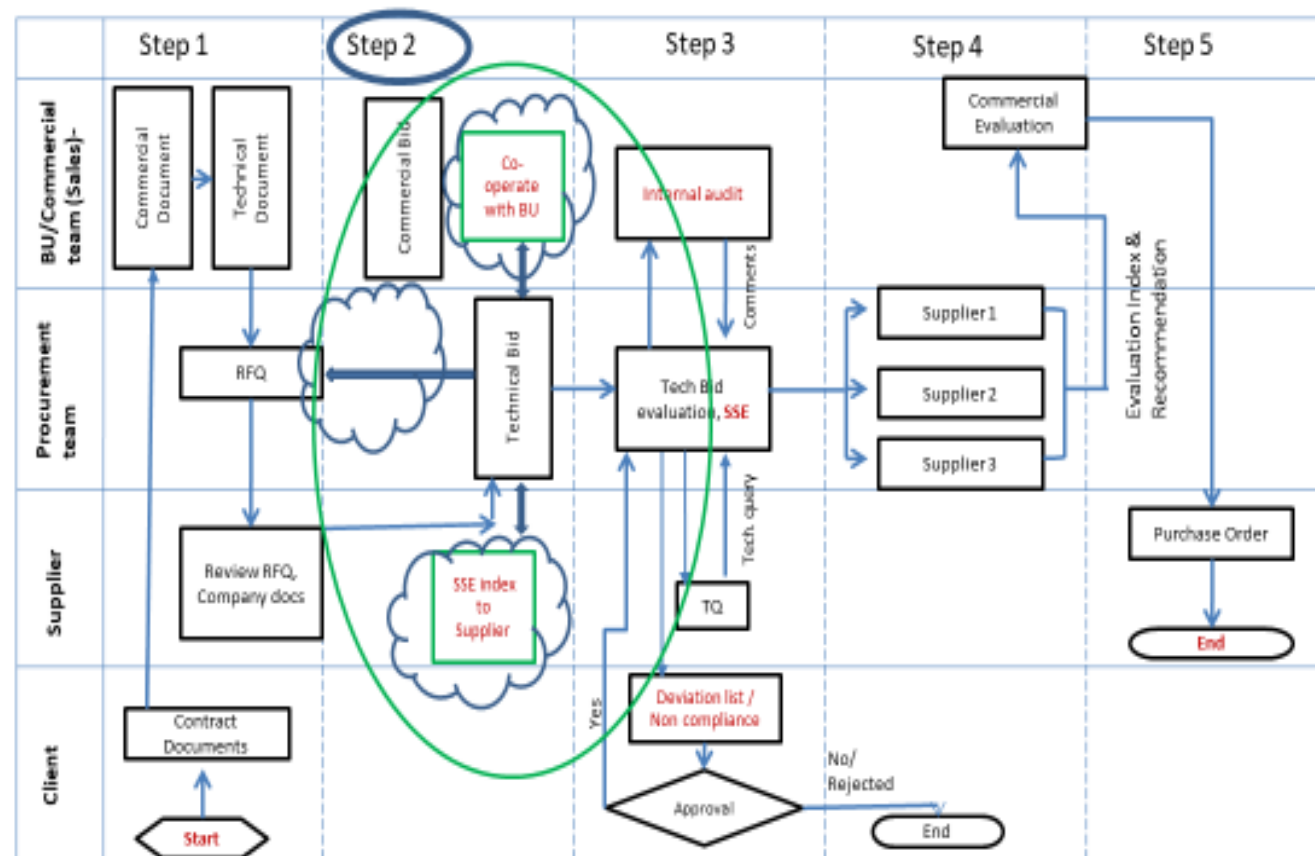 Step 1
Step 2
Step 3
Step 4
Step 5
BU/Commercial
team (Sales)-
Commercial
Document
Technical
Document
Commercial Bid
Co-
operate
with BU
Internal audit
Comments
Commercial
Evaluation
Evaluation Index &
Recommendation
Procurement
team
RFQ
Technical Bid
Tech Bid
evaluation, SSE
Supplier 1
Supplier 2
Supplier 3
Supplier
Review RFQ,
Company docs
SSE index
to
Supplier
Tech. query
TQ
Purchase Order
End
Client
Contract
Documents
Start
Yes
Deviation list /
Non compliance
Approval
No/
Rejected
End